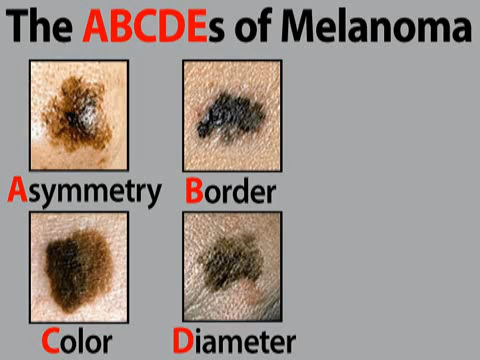 The ABCDEs of Melanoma
Asymmetry
Border
Color
Diameter